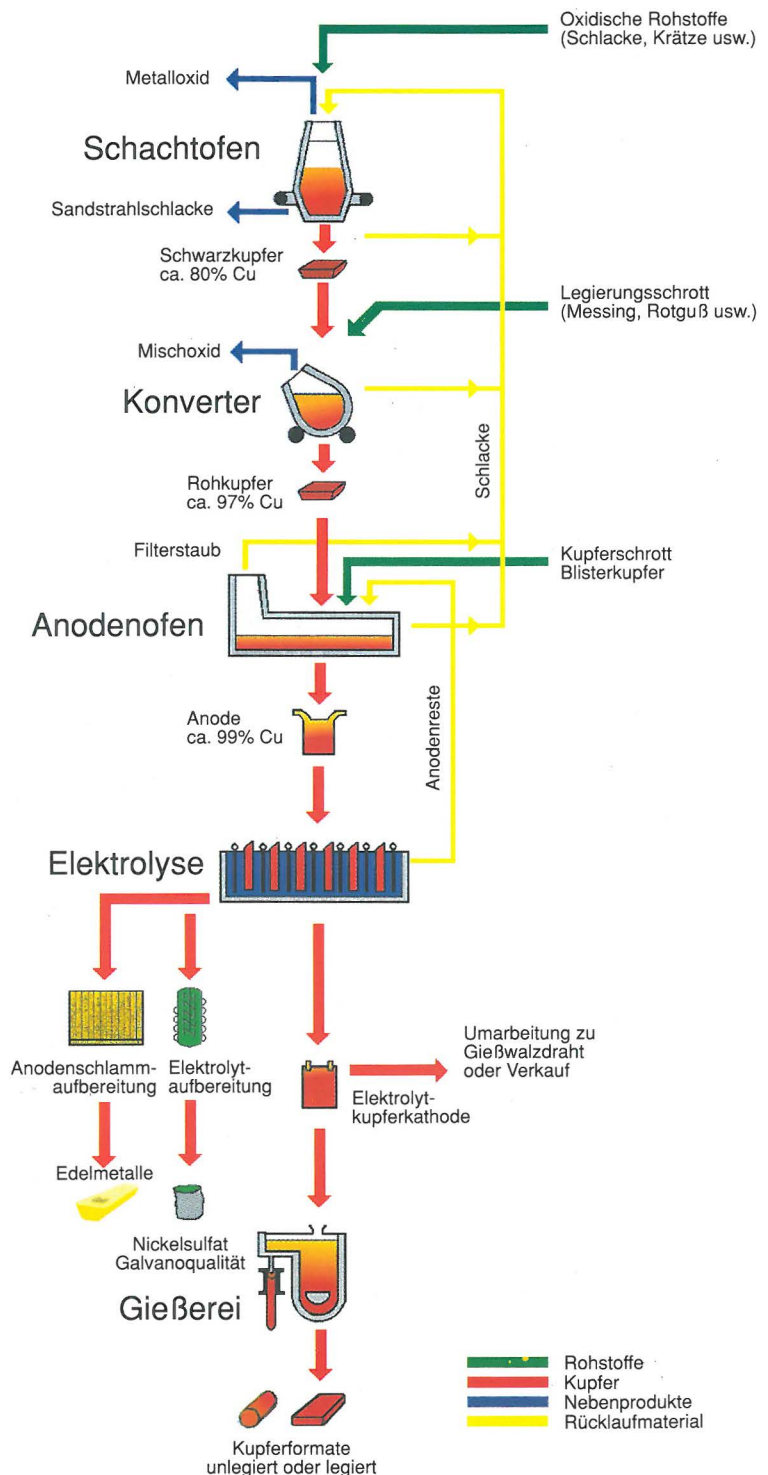 Oxidische Rohstoffe
(Schlacke, Krätze usw.)
Metalloxid
Schachtofen
Sandstrahlschlacke
Schwarzkupfer
ca. 80% Cu
Legierungsschrott
(Messing, Rotguß usw.)
Mischoxid
Konverter
Schlacke
Rohkupfer
ca. 97% Cu
Filterstaub
Kupferschrott
Blisterkupfer
Anodenofen
Anode
ca. 99% Cu
Anodenreste
Elektrolyse
Anodenschlamm-
aufbereitung
Elektrolyt-
aufbereitung
Elektrolyt-
kupferkathode
Umarbeitung zu
Gießwalzdraht
oder Verkauf
Edelmetalle
Nickelsulfat
Galvanoqualität
Gießerei
Kupferformate
unlegiert oder legiert
Rohstoffe
Kupfer
Nebenprodukte
Rücklaufmaterial